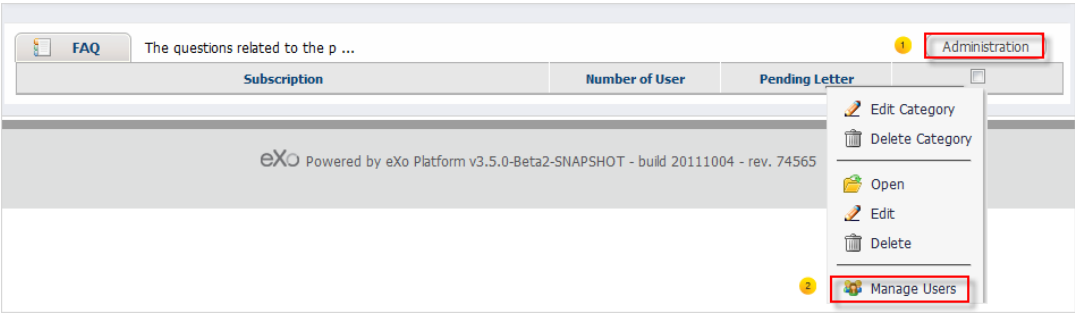 FAQ The questions related to the p ... 1 Administration
Subscription Number of User Pending Letter
Edit Category
Delete Category
eXo Powered by eXo Platform v3.5.0-Beta2-SNAPSHOT - build 20111004 - rev. 74565
Open
Edit
Delete
2 Manage Users